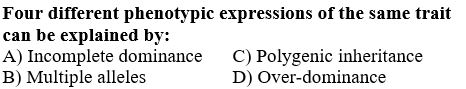 Four different phenotypic expressions of the same trait
can be explained by:
A) Incomplete dominance C) Polygenic inheritance
B) Multiple alleles D) Over-dominance